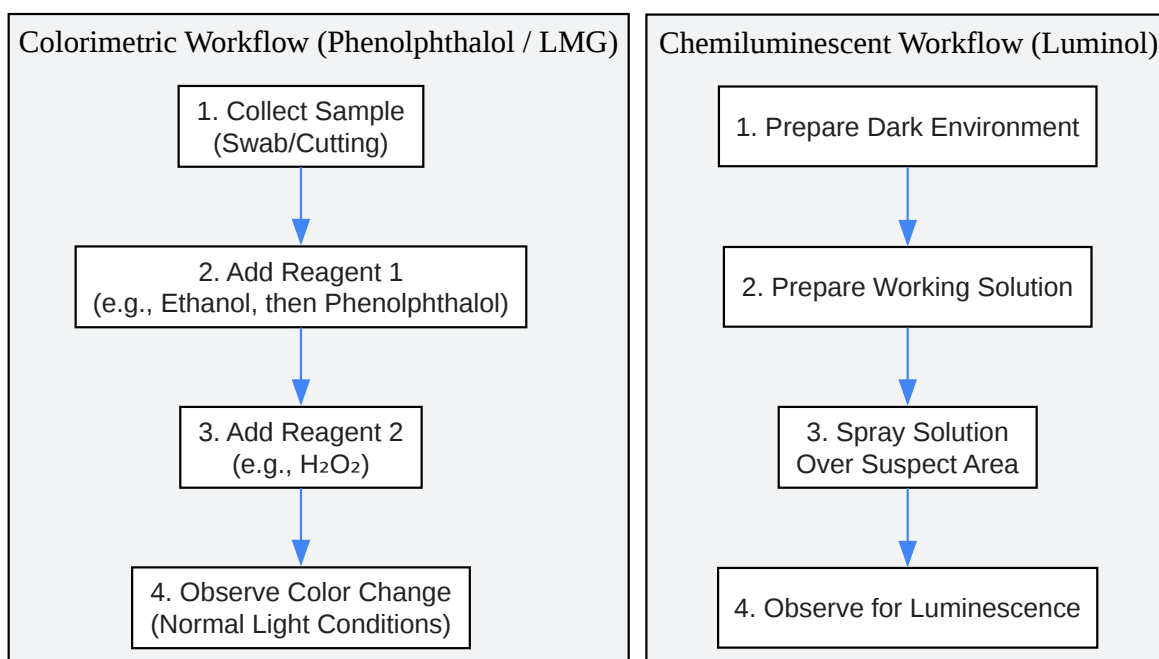 Colorimetric Workflow (Phenolphthalol / LMG)
1. Collect Sample
(Swab/Cutting)
2. Add Reagent 1
(e.g., Ethanol, then Phenolphthalol)
3. Add Reagent 2
(e.g., H₂O₂)
4. Observe Color Change
(Normal Light Conditions)
Chemiluminescent Workflow (Luminol)
1. Prepare Dark Environment
2. Prepare Working Solution
3. Spray Solution
Over Suspect Area
4. Observe for Luminescence